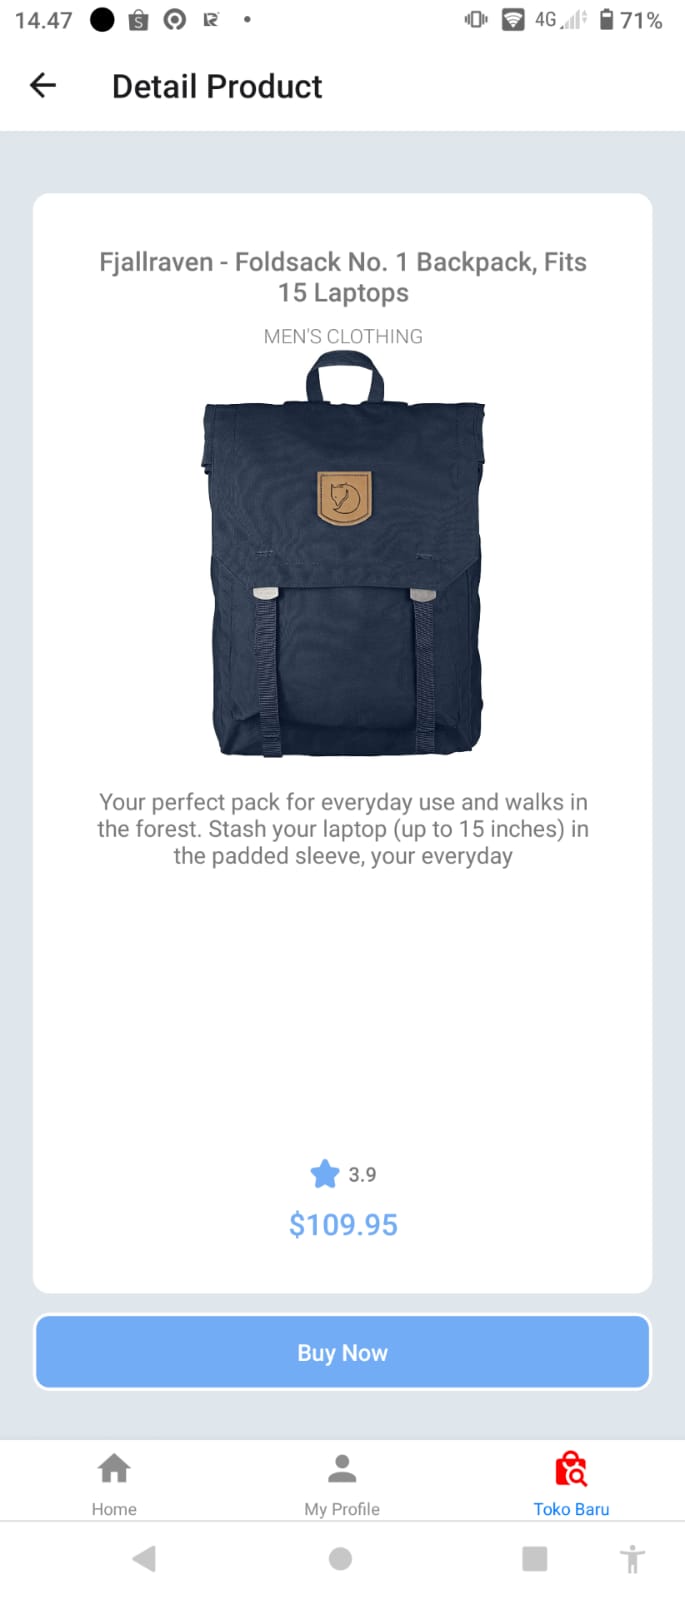 14.47
4G
71%
Detail Product
Fjallraven - Foldsack No. 1 Backpack, Fits
15 Laptops
MEN'S CLOTHING
Your perfect pack for everyday use and walks in
the forest. Stash your laptop (up to 15 inches) in
the padded sleeve, your everyday
3.9
$109.95
Buy Now
Home
My Profile
Toko Baru